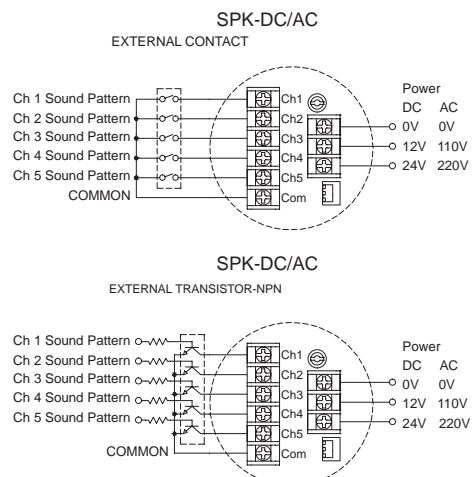 SPK-DC/AC
EXTERNAL CONTACT
Ch 1 Sound Pattern
Ch 2 Sound Pattern
Ch 3 Sound Pattern
Ch 4 Sound Pattern
Ch 5 Sound Pattern
COMMON
Ch1
Ch2
Ch3
Ch4
Ch5
Com
Power
DC AC
0V 0V
12V 110V
24V 220V
SPK-DC/AC
EXTERNAL TRANSISTOR-NPN
Ch 1 Sound Pattern
Ch 2 Sound Pattern
Ch 3 Sound Pattern
Ch 4 Sound Pattern
Ch 5 Sound Pattern
COMMON
Ch1
Ch2
Ch3
Ch4
Ch5
Com
Power
DC AC
0V 0V
12V 110V
24V 220V